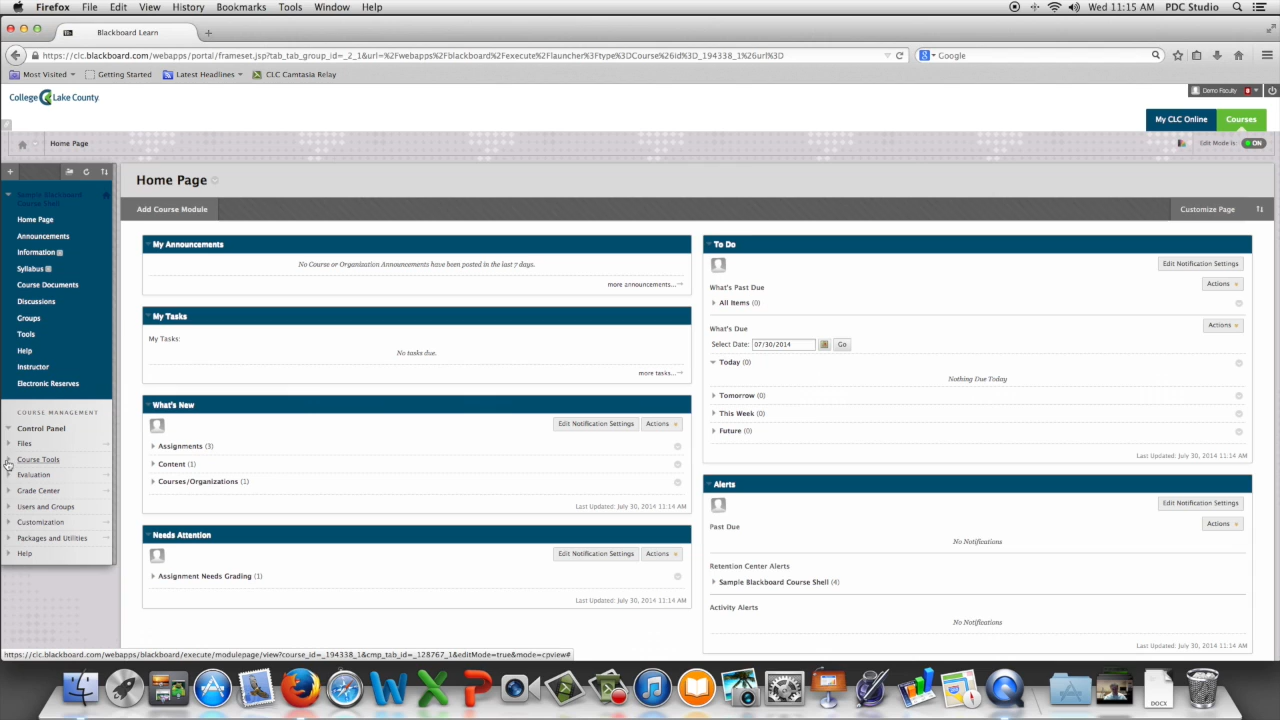 Firefox File Edit View History Bookmarks Tools Window Help Wed 11:15 AM PDC Studio
Blackboard Learn
https://clc.blackboard.com/webapps/portal/frameset.jsp?tab_tab_group_id=_2_1&url=%2Fwebapps%2Fblackboard%2Fexecute%2Flauncher%3Ftype%3DCourse%26id%3D_194338_1%26url%3D Google
Most Visited Getting Started Latest Headlines CLC Camtasia Relay
College Lake County Demo Faculty 8
My CLC Online Courses
Home Page Edit Mode is: ON
Sample Blackboard
Course Shell
Home Page
Announcements
Information
Syllabus
Course Documents
Discussions
Groups
Tools
Help
Instructor
Electronic Reserves
COURSE MANAGEMENT
Control Panel
Files
Course Tools
Evaluation
Grade Center
Users and Groups
Customization
Packages and Utilities
Help
Home Page
Add Course Module Customize Page
My Announcements
No Course or Organization Announcements have been posted in the last 7 days.
more announcements...
My Tasks
My Tasks:
No tasks due.
more tasks...
What's New
Edit Notification Settings Actions
Assignments (3)
Content (1)
Courses/Organizations (1)
Last Updated: July 30, 2014 11:14 AM
Needs Attention
Edit Notification Settings Actions
Assignment Needs Grading (1)
Last Updated: July 30, 2014 11:14 AM
To Do
Edit Notification Settings
Actions
What's Past Due
All Items (0)
Actions
What's Due
Select Date: 07/30/2014 Go
Today (0)
Nothing Due Today
Tomorrow (0)
This Week (0)
Future (0)
Last Updated: July 30, 2014 11:14 AM
Alerts
Edit Notification Settings
Actions
Past Due
No Notifications
Retention Center Alerts
Sample Blackboard Course Shell (4)
Activity Alerts
No Notifications
Last Updated: July 30, 2014 11:14 AM
https://clc.blackboard.com/webapps/blackboard/execute/modulepage/view?course_id=_194338_1&cmp_tab_id=_128767_1&editMode=true&mode=cpview#
DOCX